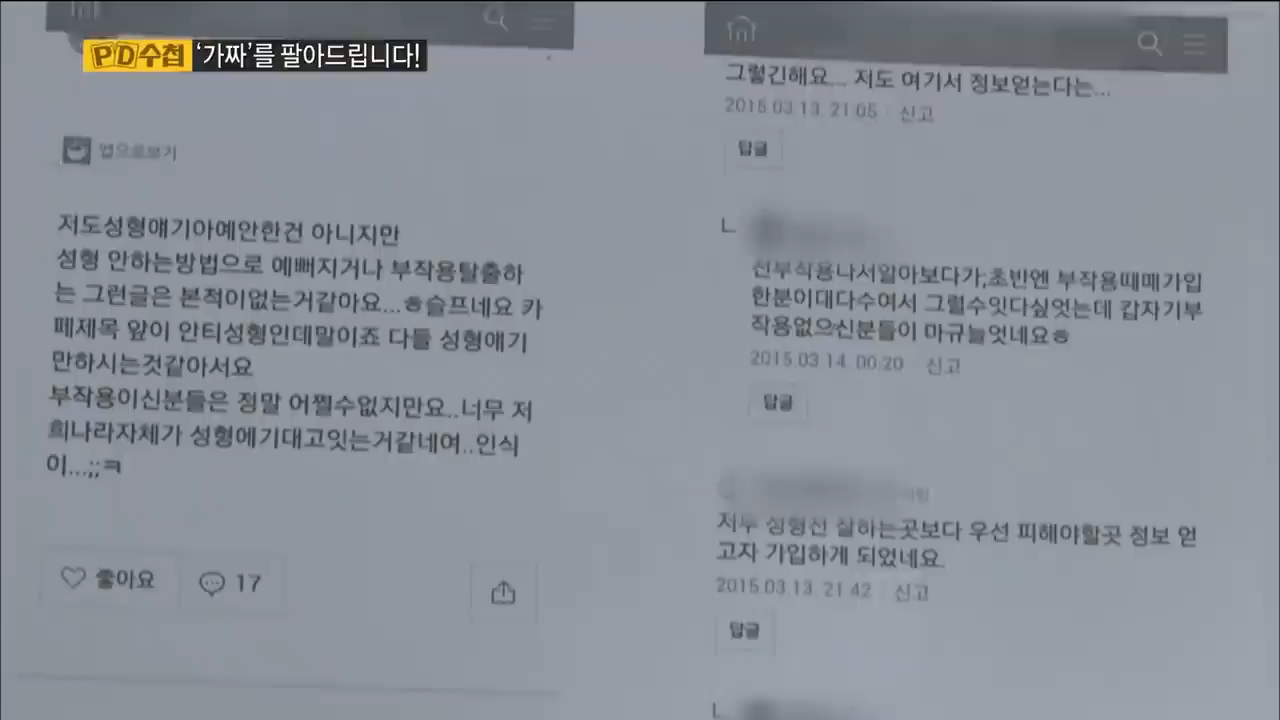 PD수첩 '가짜'를 팔아드립니다!
앱으로보기
저도성형얘기아예안한건 아니지만
성형 안하는방법으로 예뻐지거나 부작용탈출하
는 그런글은 본적이없는거같아요...ㅎ슬프네요 카
페제목 앞이 안티성형인데말이죠 다들 성형얘기
만하시는것같아서요
부작용이신분들은 정말 어쩔수없지만요..너무 저
희나라자체가 성형에기대고잇는거같네여..인식
이...;;ㅋ
좋아요 17
그렇긴해요... 저도 여기서 정보얻는다는...
2015.03.13. 21:05 · 신고
답글
전부작용나서알아보다가,초반엔 부작용때매가입
한분이대다수여서 그럴수잇다싶엇는데 갑자기부
작용없으신분들이 마규늘엇네요ㅎ
2015.03.14. 00:20 · 신고
답글
저두 성형전 잘하는곳보다 우선 피해야할곳 정보 얻
고자 가입하게 되었네요.
2015.03.13. 21:42 · 신고
답글